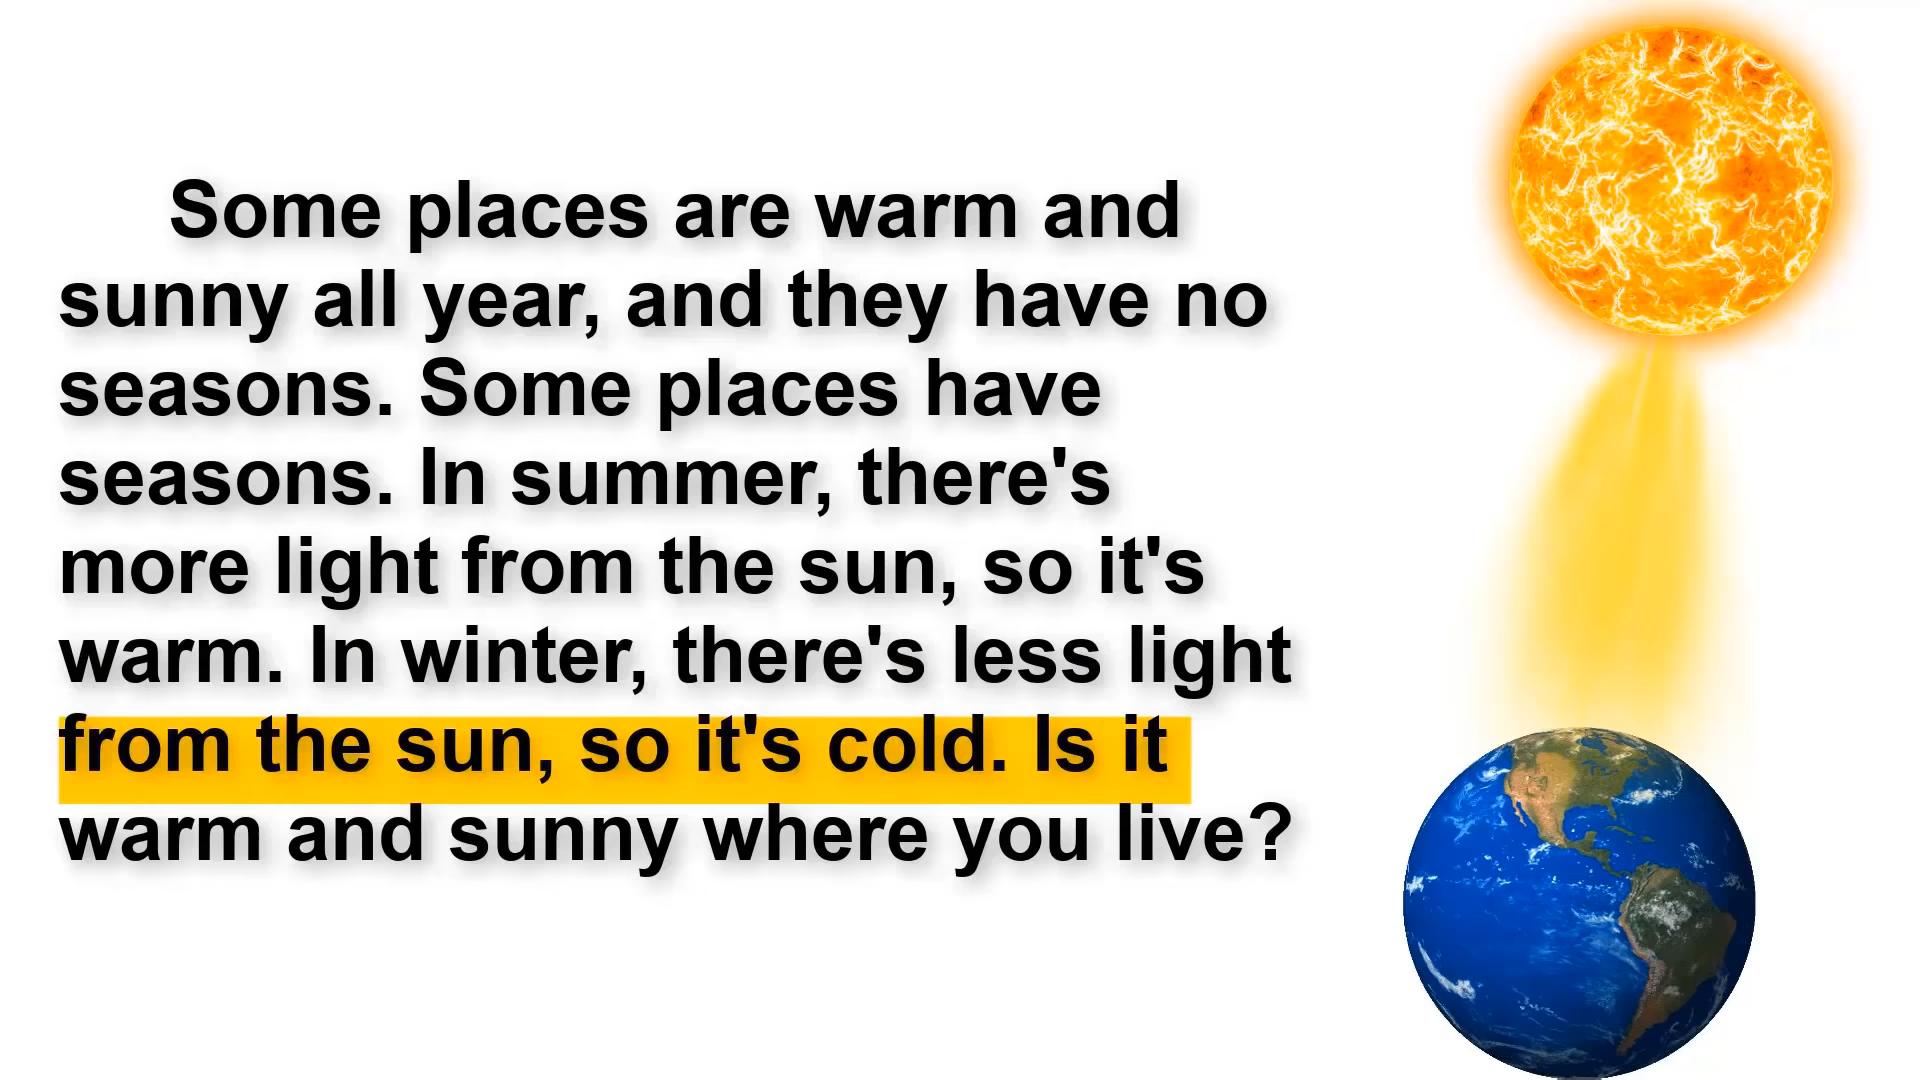 Some places are warm and
sunny all year, and they have no
seasons. Some places have
seasons. In summer, there's
more light from the sun, so it's
warm. In winter, there's less light
from the sun, so it's cold. Is it
warm and sunny where you live?